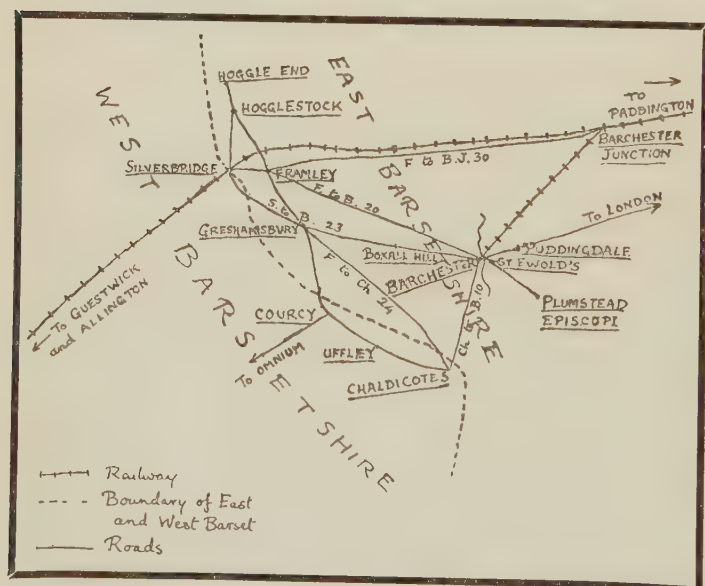 HOGGLE END
HOGGLESTOCK
EAST
BARSETSHIRE
WEST
BARSETSHIRE
TO
PADDINGTON
BARCHESTER
JUNCTION
F to B.J. 30
SILVERBRIDGE
FRAMLEY
F to B. 20
S. to B. 23
GRESHAMSBURY
To LONDON
PUDDINGDALE
BOXALL HILL
BARCHESTER
ST EWOLD'S
F to Ch 24
Ch to B. 10
PLUMSTEAD
EPISCOPI
To GUESTWICK
and ALLINGTON
COURCY
To OMNIUM
UFFLEY
CHALDICOTES
Railway
Boundary of East
and West Barset
Roads